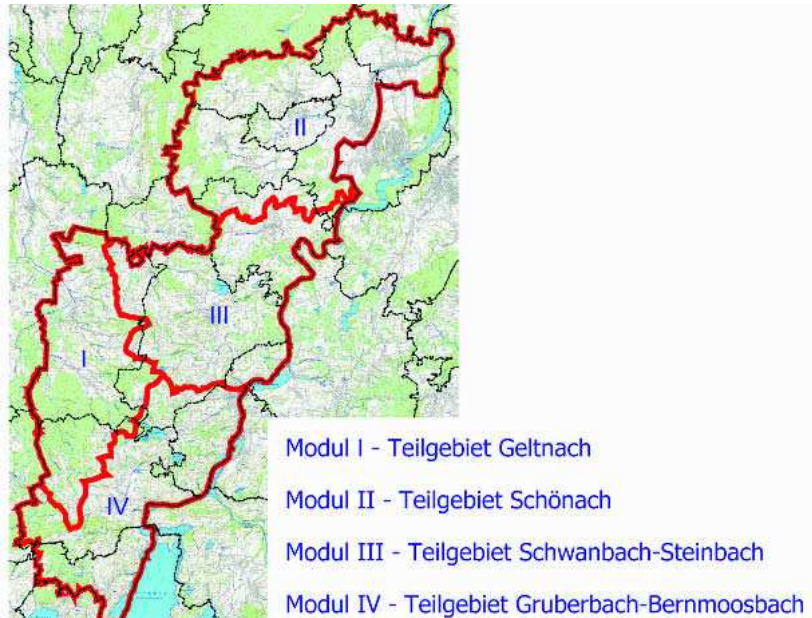 II
III
I
IV
Modul I - Teilgebiet Geltnach
Modul II - Teilgebiet Schönach
Modul III - Teilgebiet Schwanbach-Steinbach
Modul IV - Teilgebiet Gruberbach-Bernmoosbach